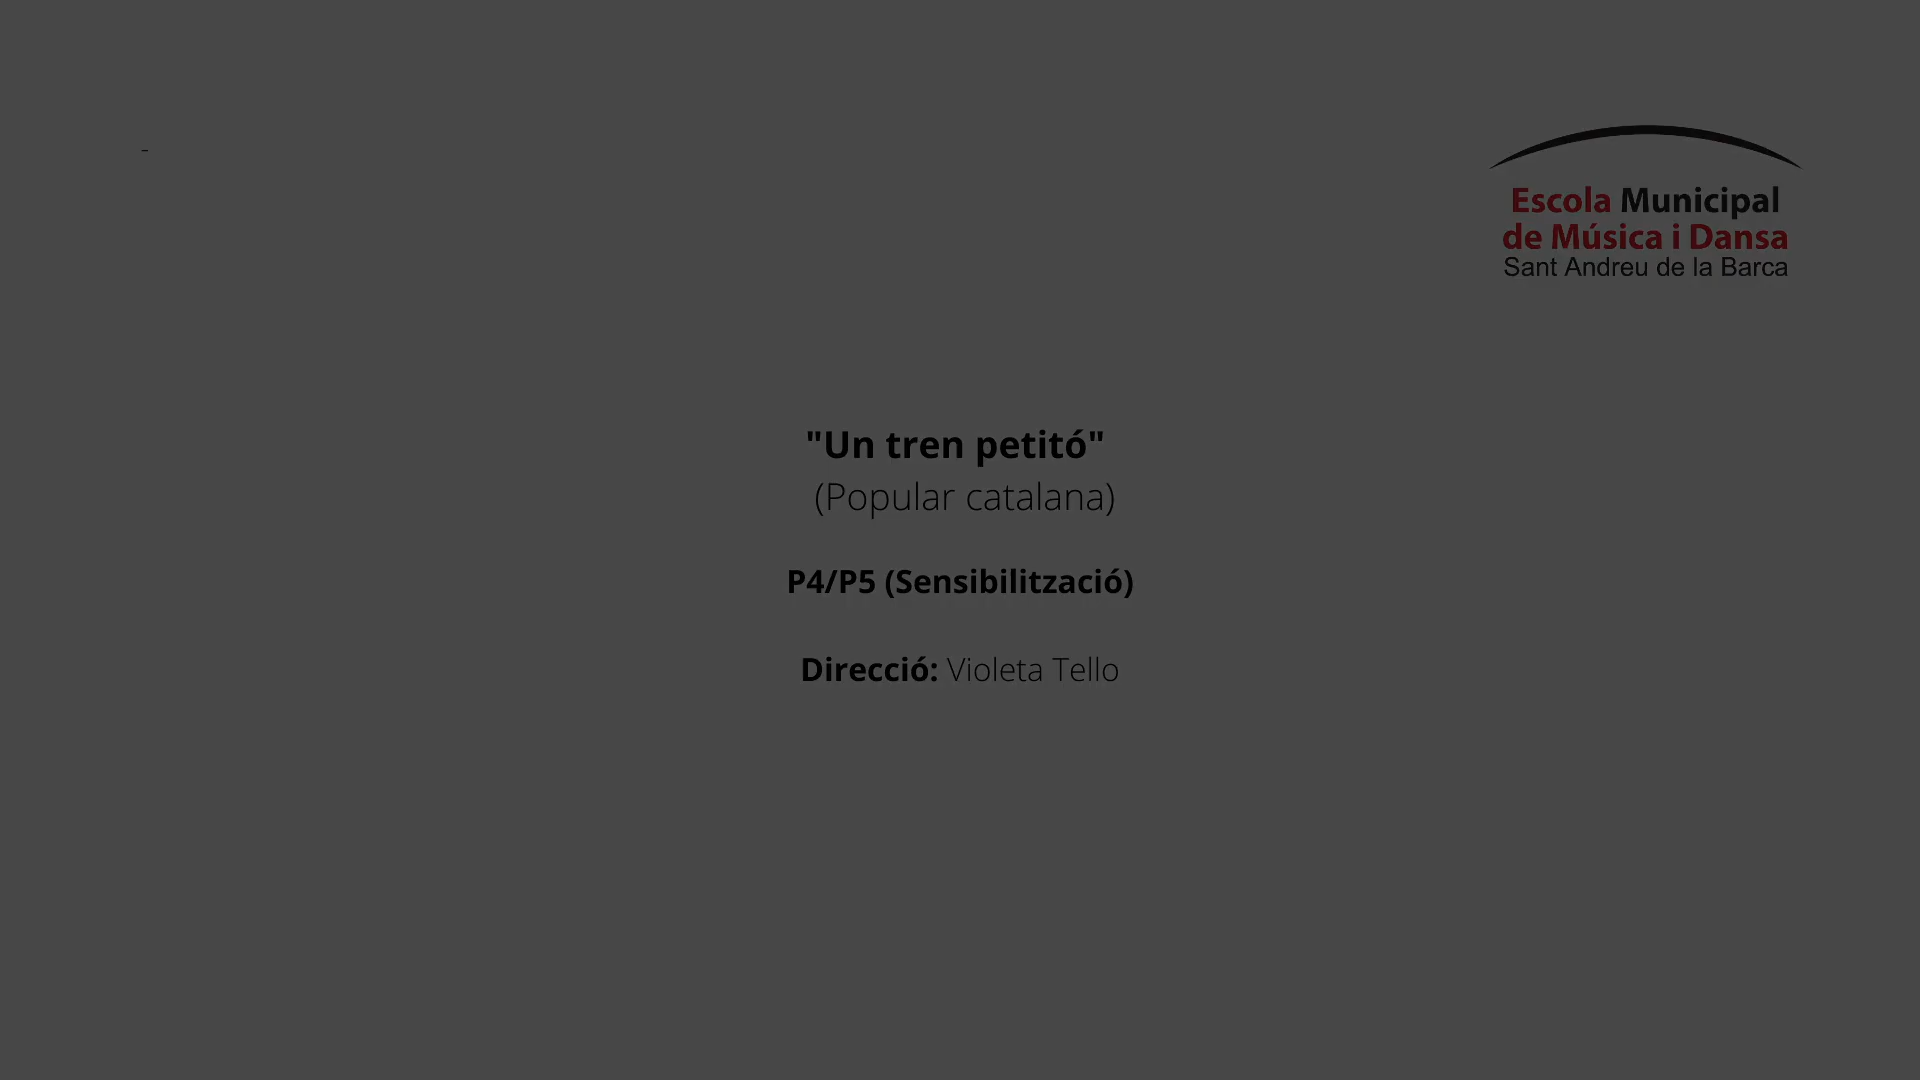 -
Escola Municipal
de Música i Dansa
Sant Andreu de la Barca
"Un tren petitó"
(Popular catalana)
P4/P5 (Sensibilització)
Direcció: Violeta Tello